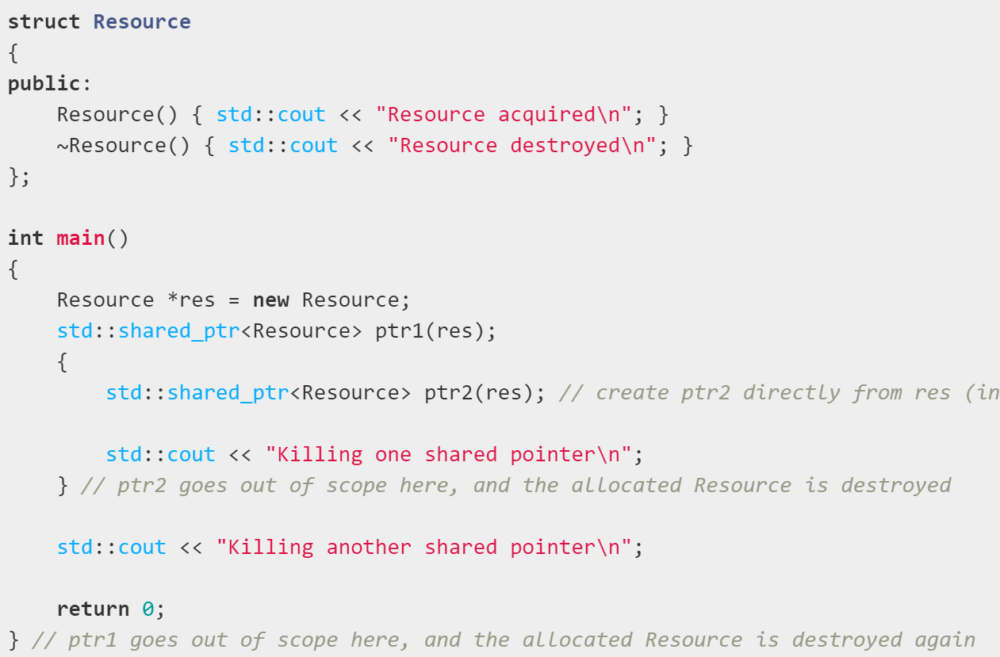 struct Resource
{
public:
    Resource() { std::cout << "Resource acquired\n"; }
    ~Resource() { std::cout << "Resource destroyed\n"; }
};

int main()
{
    Resource *res = new Resource;
    std::shared_ptr<Resource> ptr1(res);
    {
        std::shared_ptr<Resource> ptr2(res); // create ptr2 directly from res (in

        std::cout << "Killing one shared pointer\n";
    } // ptr2 goes out of scope here, and the allocated Resource is destroyed

    std::cout << "Killing another shared pointer\n";

    return 0;
} // ptr1 goes out of scope here, and the allocated Resource is destroyed again